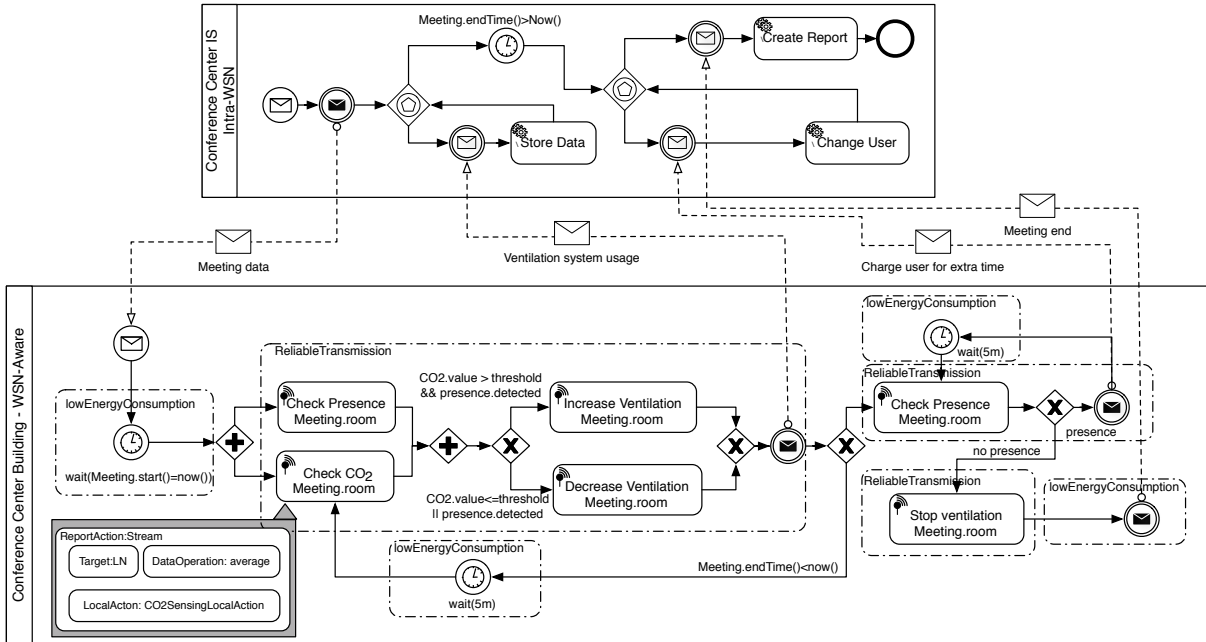 Conference Center IS
Intra-WSN
Meeting.endTime()>Now()
Create Report
Store Data
Change User
Meeting data
Ventilation system usage
Meeting end
Charge user for extra time
Conference Center Building - WSN-Aware
lowEnergyConsumption
wait(Meeting.start()=now())
ReliableTransmission
Check Presence
Meeting.room
Check CO2
Meeting.room
CO2.value > threshold
&& presence.detected
CO2.value<=threshold
|| presence.detected
Increase Ventilation
Meeting.room
Decrease Ventilation
Meeting.room
lowEnergyConsumption
wait(5m)
Meeting.endTime()<now()
lowEnergyConsumption
wait(5m)
ReliableTransmission
Check Presence
Meeting.room
presence
no presence
ReliableTransmission
Stop ventilation
Meeting.room
lowEnergyConsumption
ReportAction:Stream
Target:LN
DataOperation: average
LocalActon: CO2SensingLocalAction